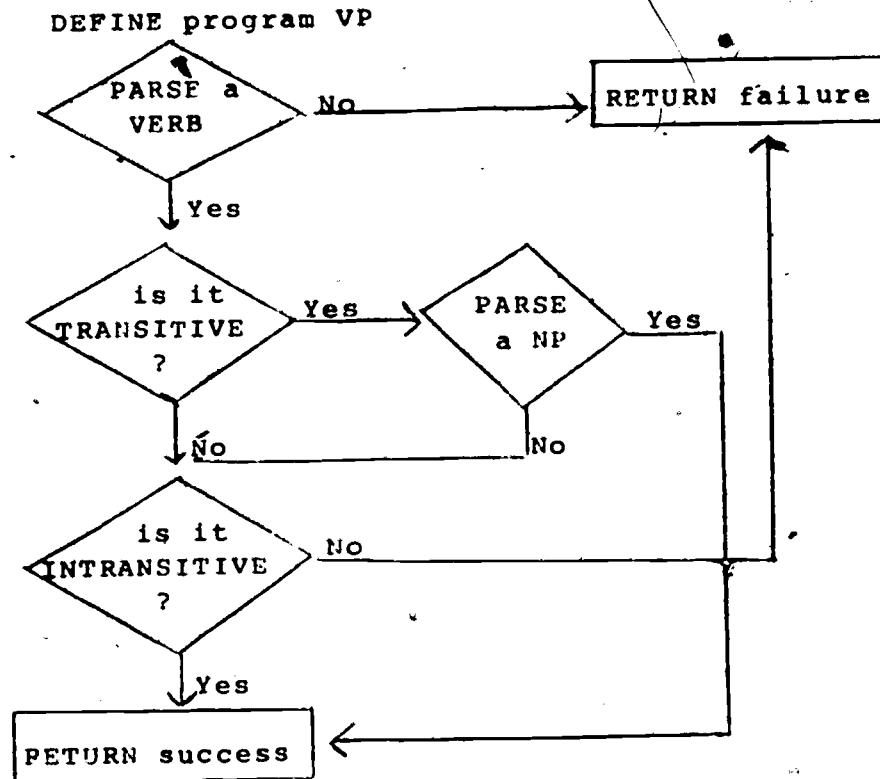 DEFINE program VP
PARSE a
VERB
No
RETURN failure
Yes
is it
TRANSITIVE
?
Yes
PARSE
a NP
Yes
No
No
is it
INTRANSITIVE
?
No
Yes
RETURN success